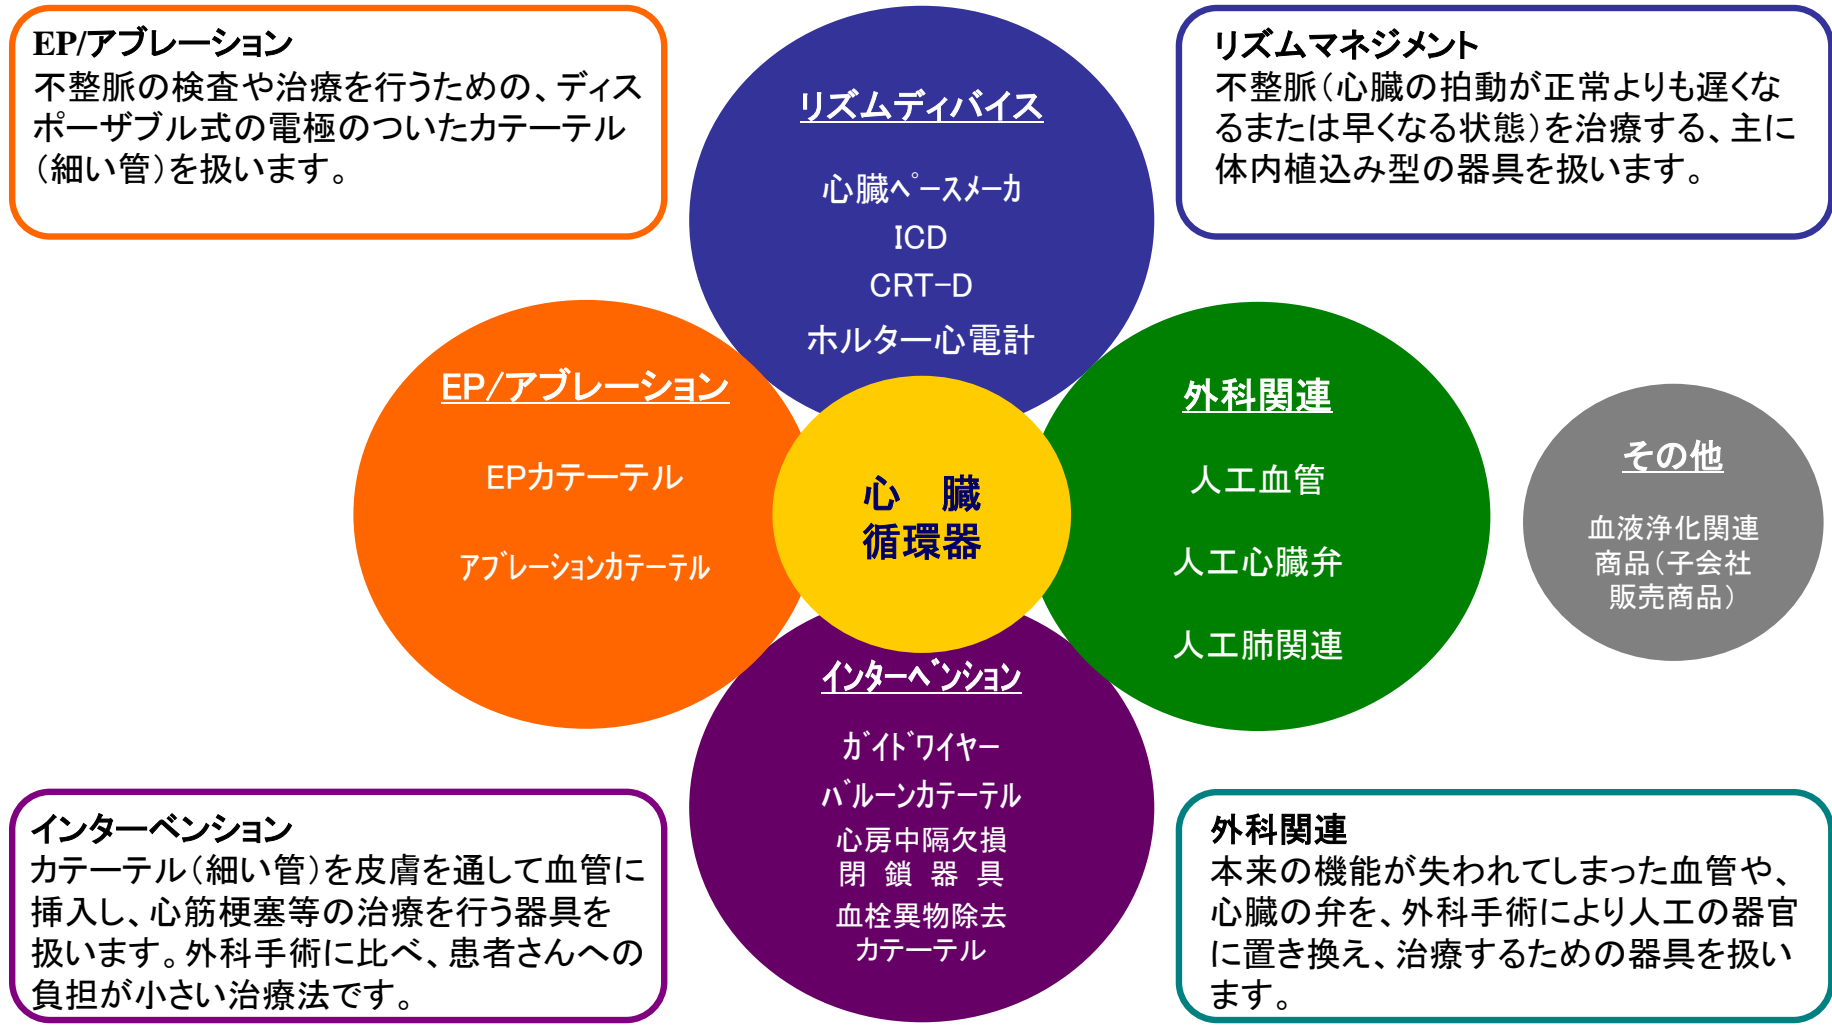 EP/アブレーション
不整脈の検査や治療を行うための、ディス
ポーザブル式の電極のついたカテーテル
（細い管）を扱います。
リズムディバイス
心臓ﾍﾟｰｽﾒｰｶ
ICD
CRT-D
ホルター心電計
リズムマネジメント
不整脈（心臓の拍動が正常よりも遅くな
るまたは早くなる状態）を治療する、主に
体内植込み型の器具を扱います。
EP/アブレーション
EPカテーテル
ｱﾌﾞﾚｰｼｮﾝｶﾃｰﾃﾙ
心　臓
循環器
外科関連
人工血管
人工心臓弁
人工肺関連
その他
血液浄化関連
商品（子会社
販売商品）
ｲﾝﾀｰﾍﾞﾝｼｮﾝ
ｶﾞｲﾄﾞﾜｲﾔｰ
ﾊﾞﾙｰﾝｶﾃｰﾃﾙ
心房中隔欠損
閉 鎖 器 具
血栓異物除去
カテーテル
インターベンション
カテーテル（細い管）を皮膚を通して血管に
挿入し、心筋梗塞等の治療を行う器具を
扱います。外科手術に比べ、患者さんへの
負担が小さい治療法です。
外科関連
本来の機能が失われてしまった血管や、
心臓の弁を、外科手術により人工の器官
に置き換え、治療するための器具を扱い
ます。